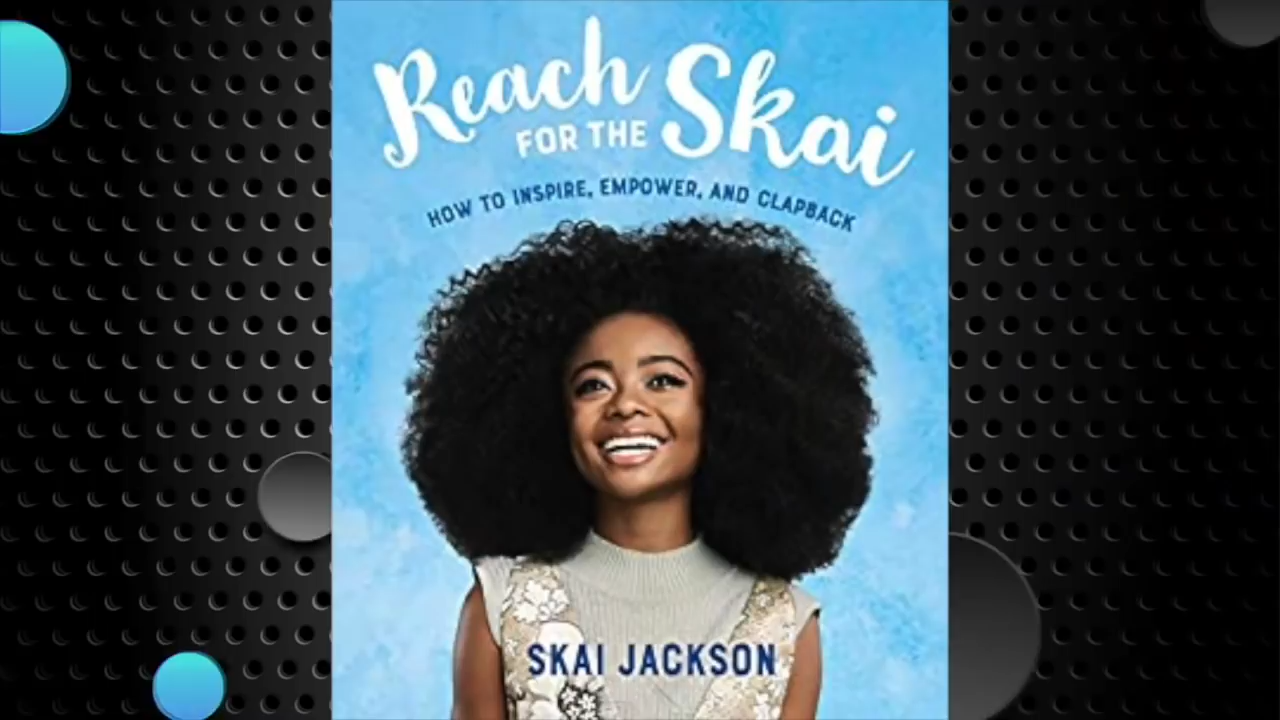 Reach
FOR THE Skai
HOW TO INSPIRE, EMPOWER, AND CLAPBACK
SKAI JACKSON